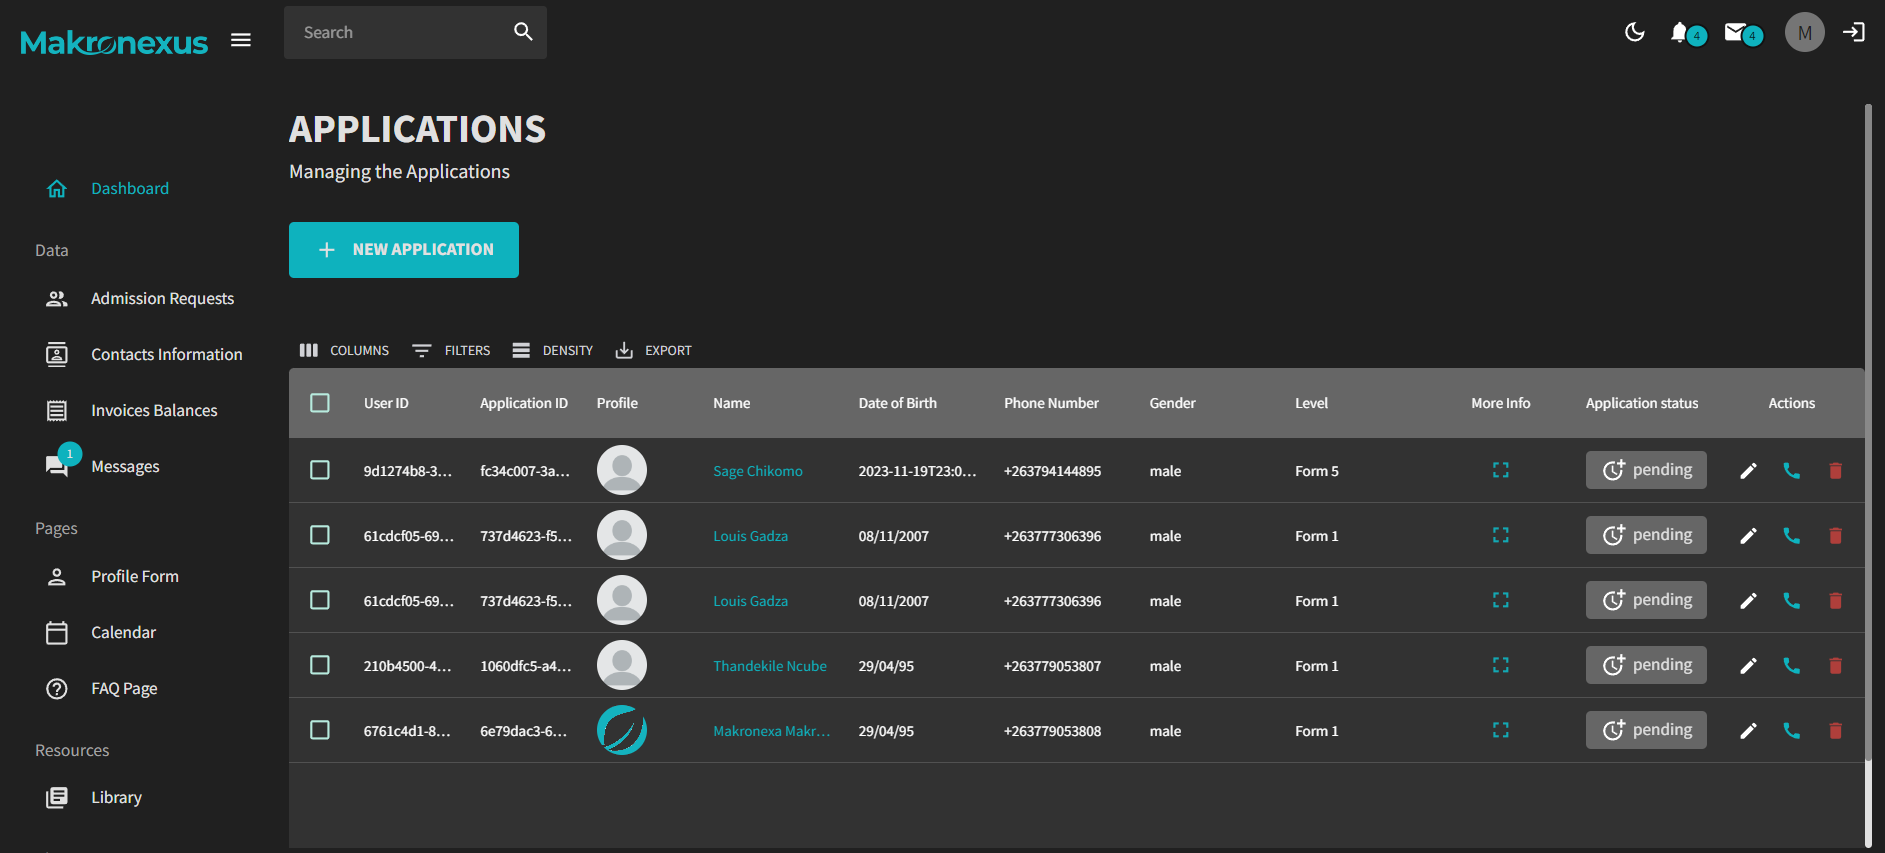 Makronexus
Search
4
4
M
APPLICATIONS
Managing the Applications
Dashboard
NEW APPLICATION
Data
Admission Requests
Contacts Information
Invoices Balances
1
Messages
Pages
Profile Form
Calendar
FAQ Page
Resources
Library
COLUMNS FILTERS DENSITY EXPORT
User ID Application ID Profile Name Date of Birth Phone Number Gender Level More Info Application status Actions
9d1274b8-3... fc34c007-3a... Sage Chikomo 2023-11-19T23:0... +263794144895 male Form 5 pending
61cdcf05-69... 737d4623-f5... Louis Gadza 08/11/2007 +263777306396 male Form 1 pending
61cdcf05-69... 737d4623-f5... Louis Gadza 08/11/2007 +263777306396 male Form 1 pending
210b4500-4... 1060dfc5-a4... Thandekile Ncube 29/04/95 +263779053807 male Form 1 pending
6761c4d1-8... 6e79dac3-6... Makronexa Makr... 29/04/95 +263779053808 male Form 1 pending